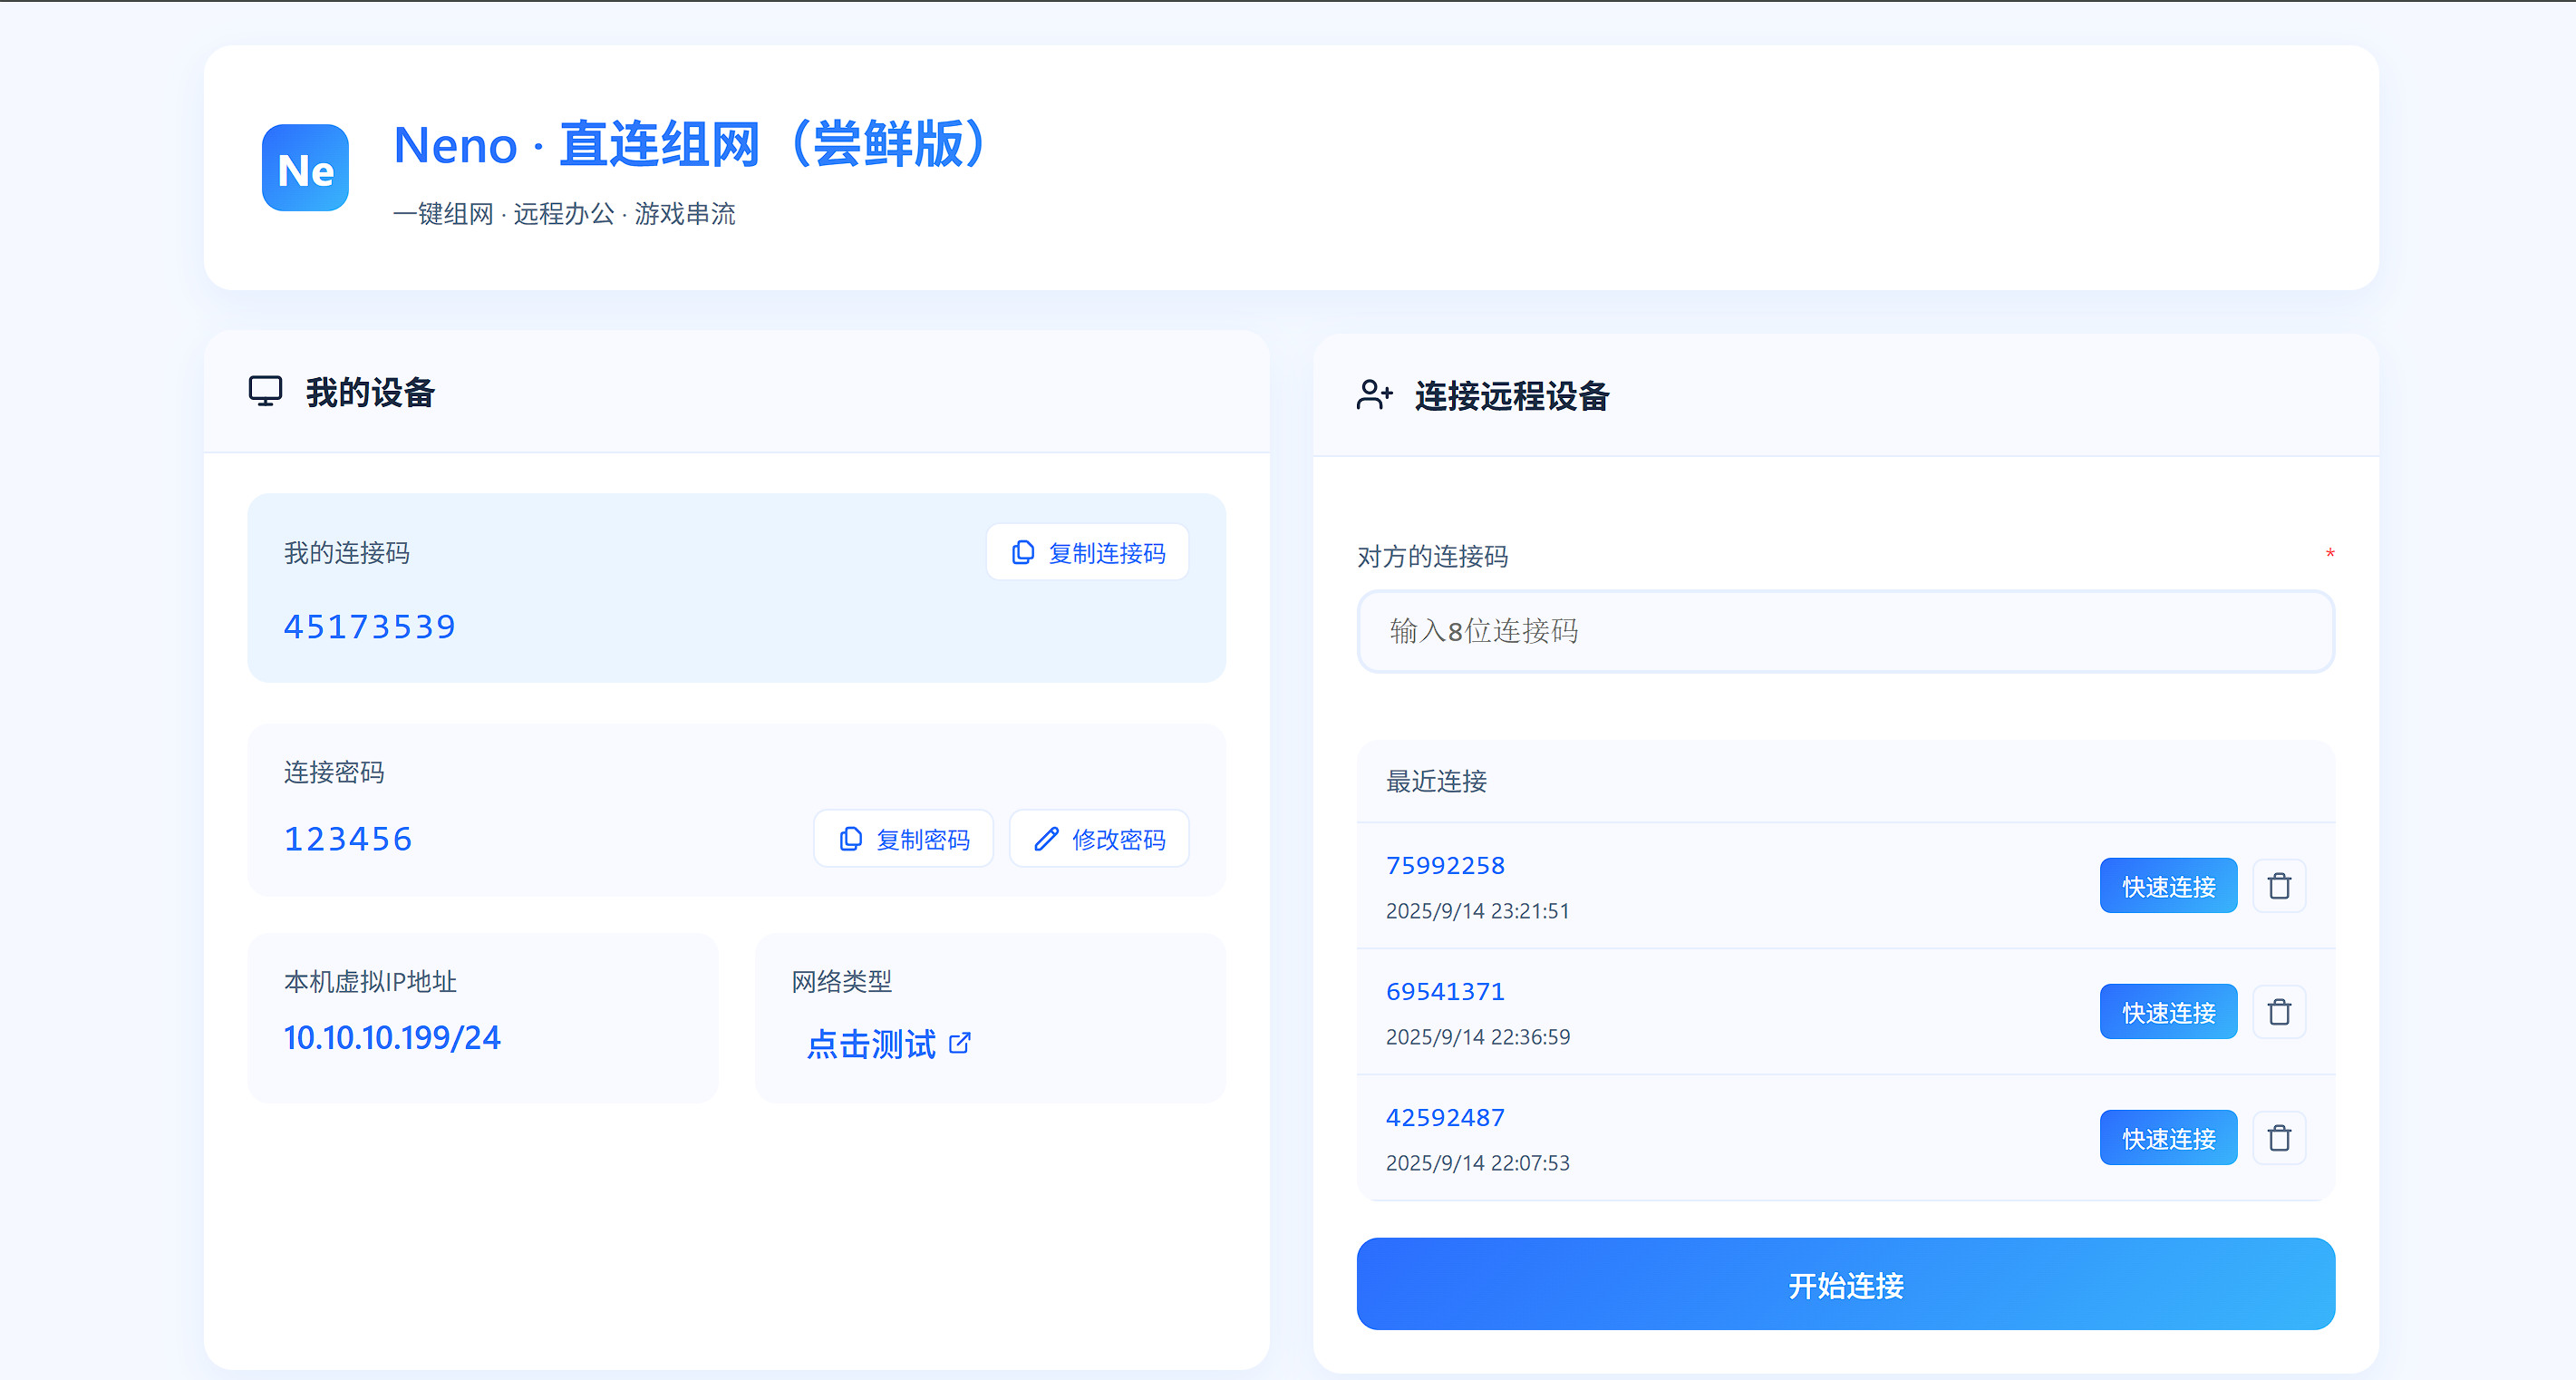 Ne
Neno · 直连组网（尝鲜版）
一键组网 · 远程办公 · 游戏串流
我的设备
我的连接码
复制连接码
45173539
连接密码
123456
复制密码
修改密码
本机虚拟IP地址
10.10.10.199/24
网络类型
点击测试
连接远程设备
对方的连接码 *
输入8位连接码
最近连接
75992258
2025/9/14 23:21:51
快速连接
69541371
2025/9/14 22:36:59
快速连接
42592487
2025/9/14 22:07:53
快速连接
开始连接